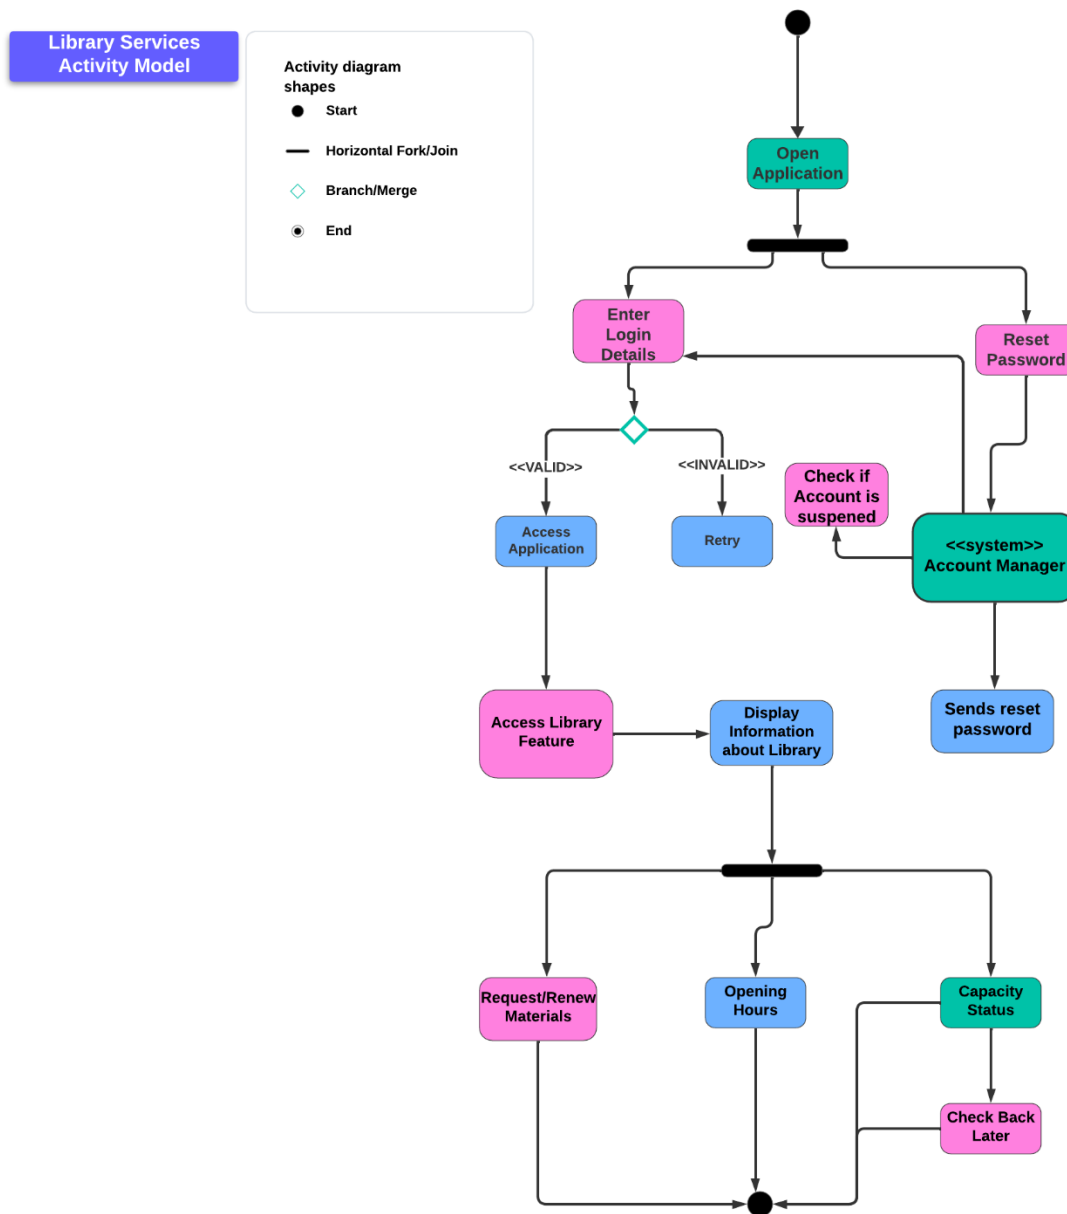 Library Services
Activity Model
Activity diagram
shapes
Start
Horizontal Fork/Join
Branch/Merge
End
Open
Application
Enter
Login
Details
Reset
Password
<<VALID>>
<<INVALID>>
Check if
Account is
suspened
Access
Application
Retry
<<system>>
Account Manager
Access Library
Feature
Display
Information
about Library
Sends reset
password
Request/Renew
Materials
Opening
Hours
Capacity
Status
Check Back
Later